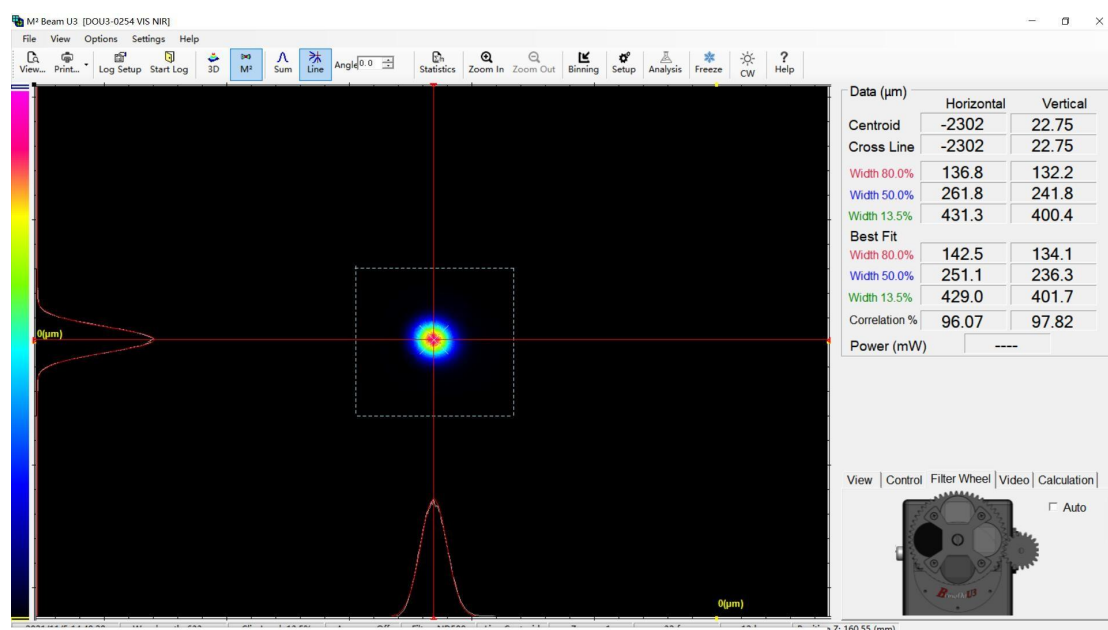 M² Beam U3 [DOU3-0254 VIS NIR]
File View Options Settings Help
View... Print... Log Setup Start Log 3D M² Sum Line Angle 0.0 Statistics Zoom In Zoom Out Binning Setup Analysis Freeze CW Help
Data (µm)
Horizontal Vertical
Centroid -2302 22.75
Cross Line -2302 22.75
Width 80.0% 136.8 132.2
Width 50.0% 261.8 241.8
Width 13.5% 431.3 400.4
Best Fit
Width 80.0% 142.5 134.1
Width 50.0% 251.1 236.3
Width 13.5% 429.0 401.7
Correlation % 96.07 97.82
Power (mW) ----
0(µm)
View Control Filter Wheel Video Calculation
Auto
0(µm)
160.55 (mm)